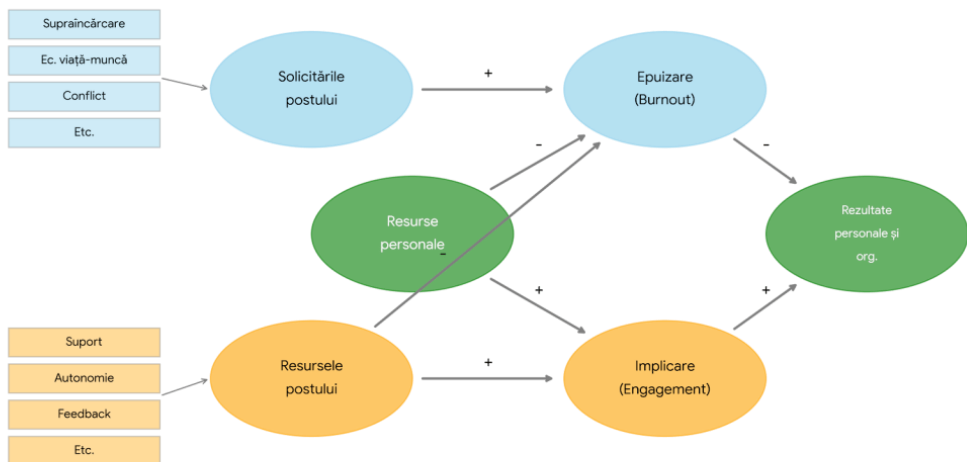 Supraîncărcare
Ec. viață-muncă
Conflict
Etc.
Solicitările
postului
+
Epuizare
(Burnout)
-
-
Resurse
personale
-
Rezultate
personale și
org.
+
+
Suport
Autonomie
Feedback
Etc.
Resursele
postului
+
Implicare
(Engagement)